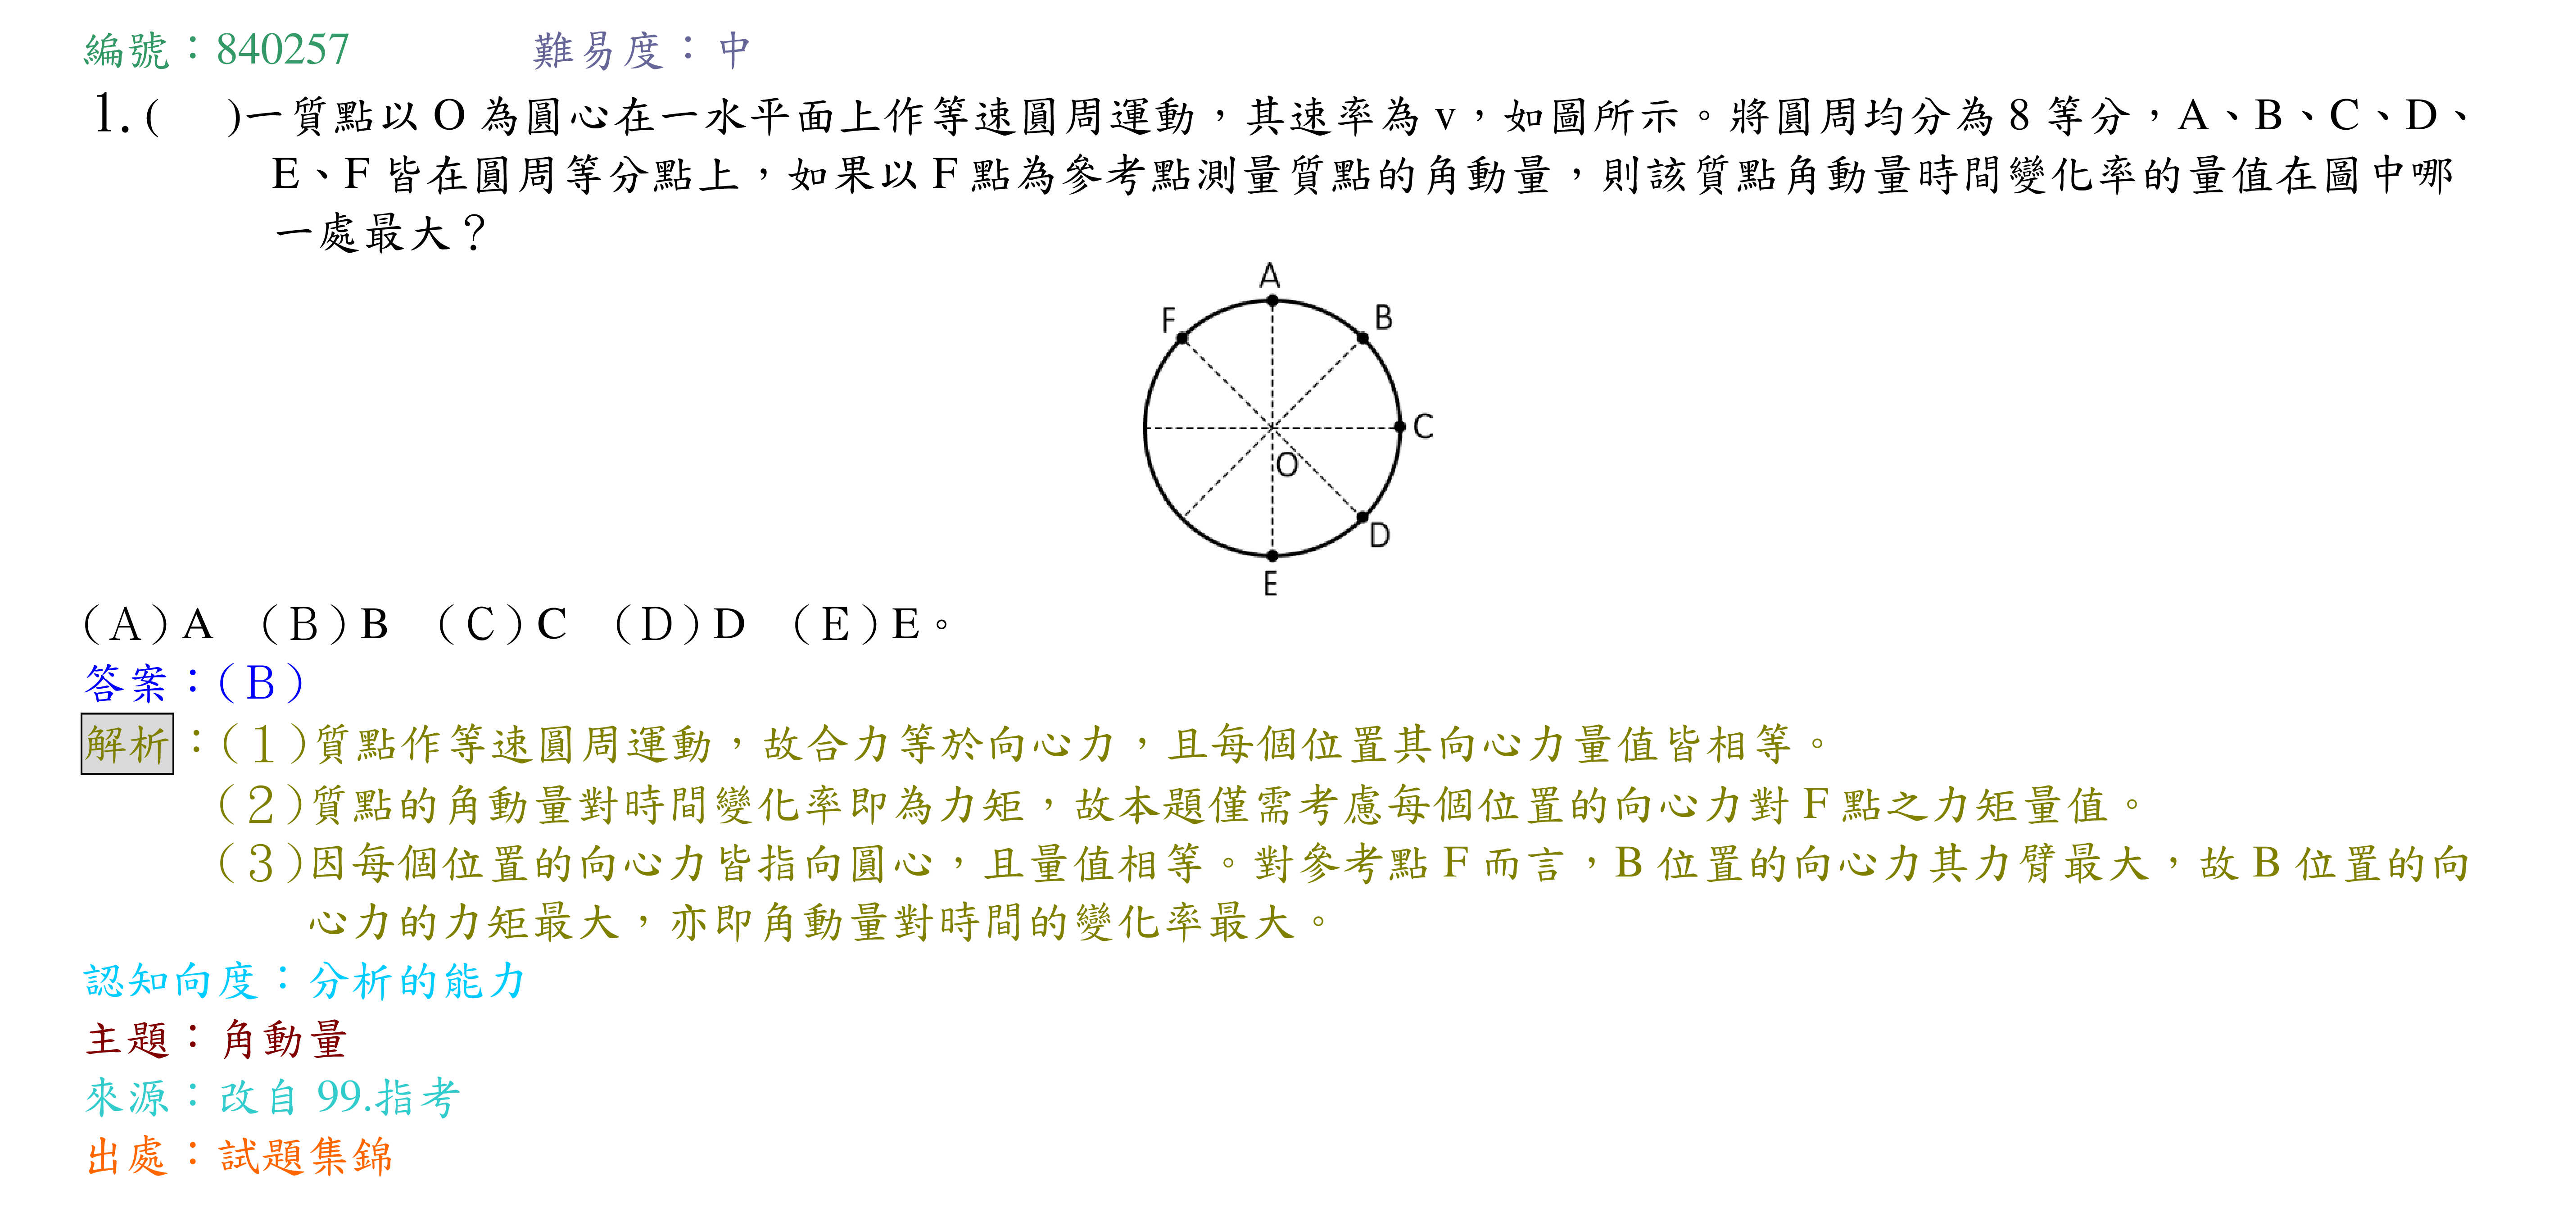 編號：840257 難易度：中
1.( )一質點以 O 為圓心在一水平面上作等速圓周運動，其速率為 v，如圖所示。將圓周均分為 8 等分，A、B、C、D、
E、F 皆在圓周等分點上，如果以 F 點為參考點測量質點的角動量，則該質點角動量時間變化率的量值在圖中哪
一處最大？
A
F
B
C
O
D
E
（A）A （B）B （C）C （D）D （E）E。
答案：（B）
解析：（1）質點作等速圓周運動，故合力等於向心力，且每個位置其向心力量值皆相等。
（2）質點的角動量對時間變化率即為力矩，故本題僅需考慮每個位置的向心力對 F 點之力矩量值。
（3）因每個位置的向心力皆指向圓心，且量值相等。對參考點 F 而言，B 位置的向心力其力臂最大，故 B 位置的向
心力的力矩最大，亦即角動量對時間的變化率最大。
認知向度：分析的能力
主題：角動量
來源：改自 99.指考
出處：試題集錦